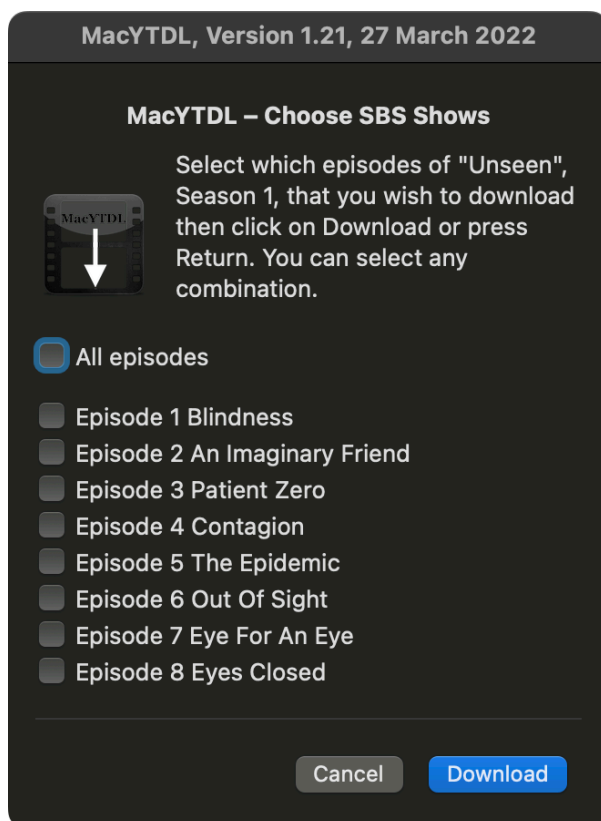 MacYTDL, Version 1.21, 27 March 2022
MacYTDL – Choose SBS Shows
Select which episodes of "Unseen",
Season 1, that you wish to download
then click on Download or press
Return. You can select any
combination.
MacYTDL
All episodes
Episode 1 Blindness
Episode 2 An Imaginary Friend
Episode 3 Patient Zero
Episode 4 Contagion
Episode 5 The Epidemic
Episode 6 Out Of Sight
Episode 7 Eye For An Eye
Episode 8 Eyes Closed
Cancel
Download